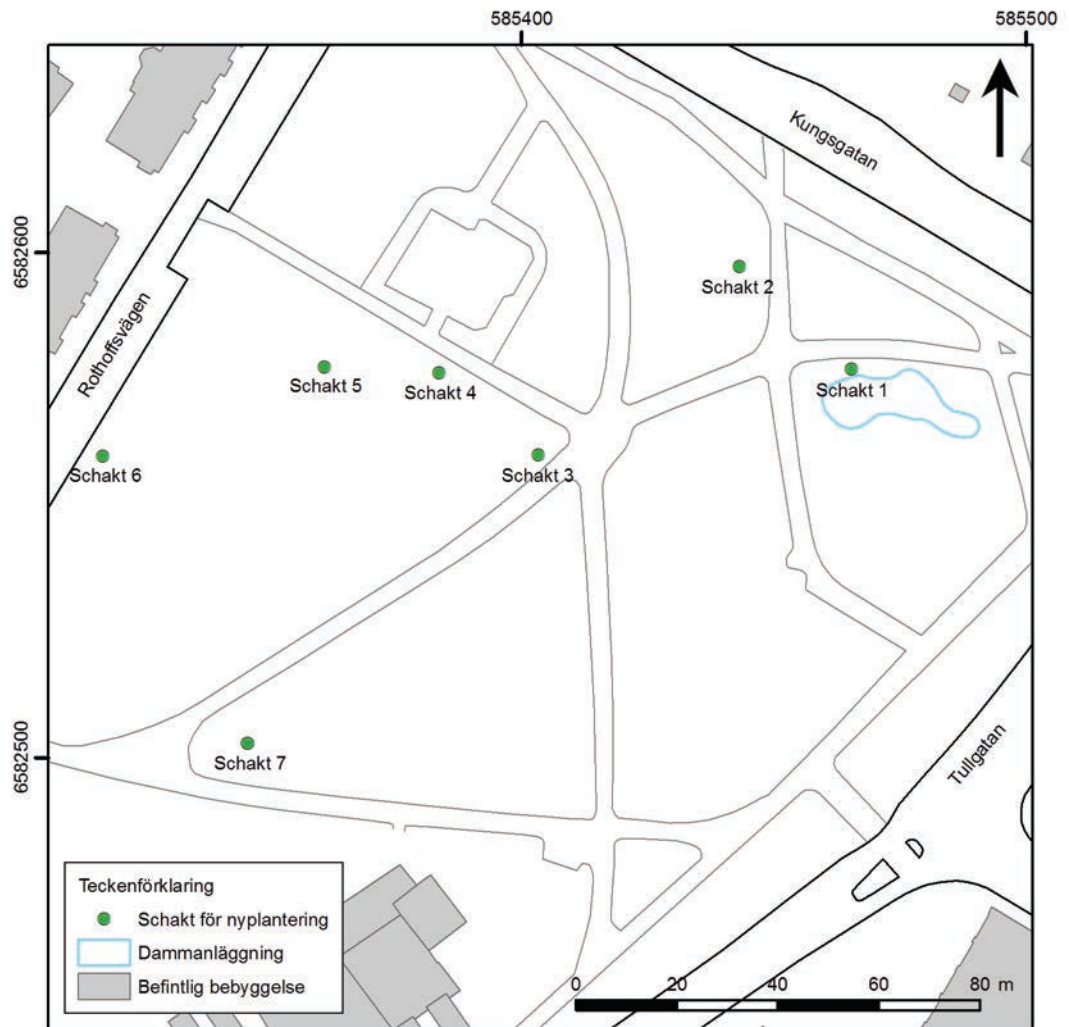 585400
585500
Kungsgatan
6582600
Schakt 2
Rothoffsvägen
Schakt 5
Schakt 4
Schakt 1
Schakt 6
Schakt 3
6582500
Schakt 7
Tullgatan
Teckenförklaring
Schakt för nyplantering
Dammanläggning
Befintlig bebyggelse
0 20 40 60 80 m